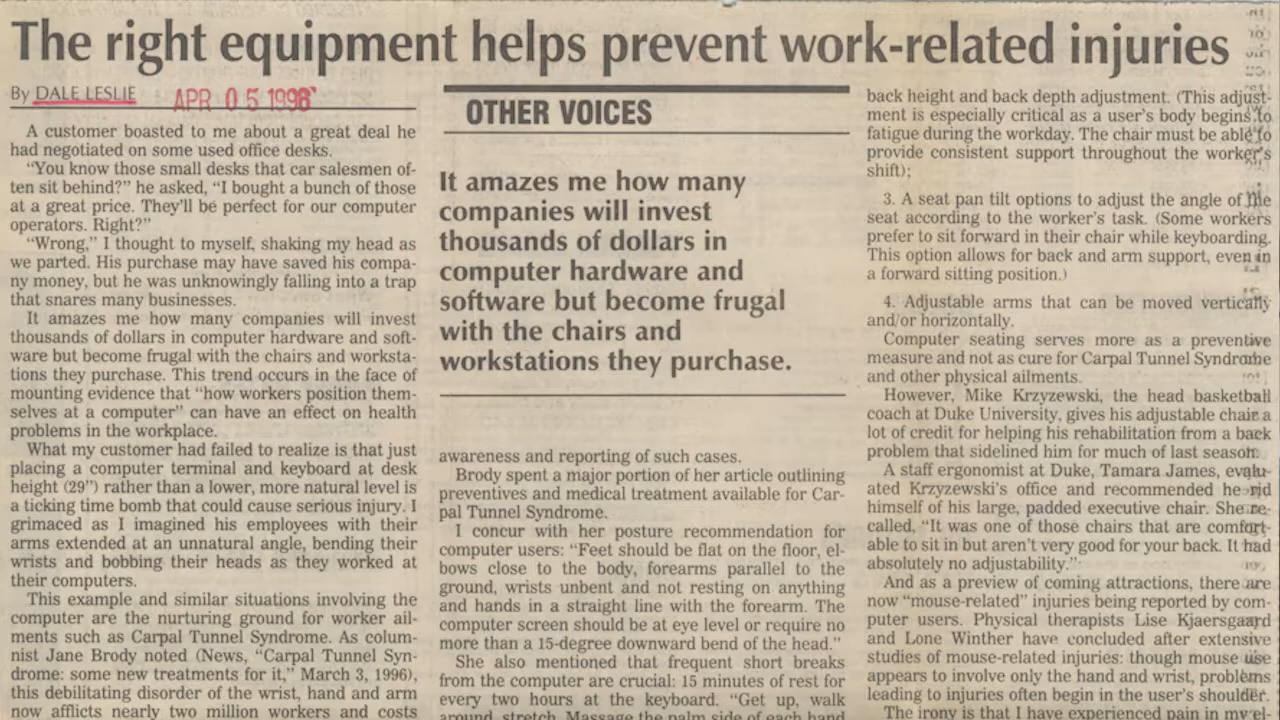 The right equipment helps prevent work-related injuries
By DALE LESLIE
APR 05 1996
A customer boasted to me about a great deal he
had negotiated on some used office desks.
"You know those small desks that car salesmen of-
ten sit behind?" he asked, "I bought a bunch of those
at a great price. They'll be perfect for our computer
operators. Right?"
"Wrong," I thought to myself, shaking my head as
we parted. His purchase may have saved his compa-
ny money, but he was unknowingly falling into a trap
that snares many businesses.
It amazes me how many companies will invest
thousands of dollars in computer hardware and soft-
ware but become frugal with the chairs and worksta-
tions they purchase. This trend occurs in the face of
mounting evidence that "how workers position them-
selves at a computer" can have an effect on health
problems in the workplace.
What my customer had failed to realize is that just
placing a computer terminal and keyboard at desk
height (29") rather than a lower, more natural level is
a ticking time bomb that could cause serious injury. I
grimaced as I imagined his employees with their
arms extended at an unnatural angle, bending their
wrists and bobbing their heads as they worked at
their computers.
This example and similar situations involving the
computer are the nurturing ground for worker ail-
ments such as Carpal Tunnel Syndrome. As colum-
nist Jane Brody noted (News, "Carpal Tunnel Syn-
drome: some new treatments for it," March 3, 1996),
this debilitating disorder of the wrist, hand and arm
now afflicts nearly two million workers and costs
OTHER VOICES
It amazes me how many
companies will invest
thousands of dollars in
computer hardware and
software but become frugal
with the chairs and
workstations they purchase.
awareness and reporting of such cases.
Brody spent a major portion of her article outlining
preventives and medical treatment available for Car-
pal Tunnel Syndrome.
I concur with her posture recommendation for
computer users: "Feet should be flat on the floor, el-
bows close to the body, forearms parallel to the
ground, wrists unbent and not resting on anything
and hands in a straight line with the forearm. The
computer screen should be at eye level or require no
more than a 15-degree downward bend of the head."
She also mentioned that frequent short breaks
from the computer are crucial: 15 minutes of rest for
every two hours at the keyboard. "Get up, walk
around, stretch. Massage the palm side of each hand
back height and back depth adjustment. (This adjust-
ment is especially critical as a user's body begins to
fatigue during the workday. The chair must be able to
provide consistent support throughout the worker's
shift);
3. A seat pan tilt options to adjust the angle of the
seat according to the worker's task. (Some workers
prefer to sit forward in their chair while keyboarding.
This option allows for back and arm support, even in
a forward sitting position.)
4. Adjustable arms that can be moved vertically
and/or horizontally.
Computer seating serves more as a preventive
measure and not as cure for Carpal Tunnel Syndrome
and other physical ailments.
However, Mike Krzyzewski, the head basketball
coach at Duke University, gives his adjustable chair a
lot of credit for helping his rehabilitation from a back
problem that sidelined him for much of last season.
A staff ergonomist at Duke, Tamara James, evalu-
ated Krzyzewski's office and recommended he rid
himself of his large, padded executive chair. She re-
called, "It was one of those chairs that are comfort-
able to sit in but aren't very good for your back. It had
absolutely no adjustability."
And as a preview of coming attractions, there are
now "mouse-related" injuries being reported by com-
puter users. Physical therapists Lise Kjaersgaard
and Lone Winther have concluded after extensive
studies of mouse-related injuries: though mouse use
appears to involve only the hand and wrist, problems
leading to injuries often begin in the user's shoulder.
The irony is that I have experienced pain in my el-